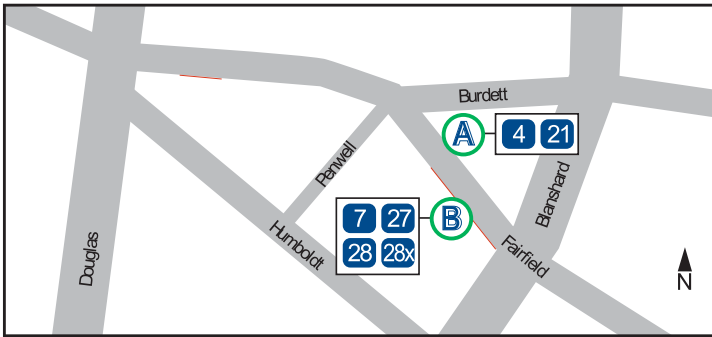 Burdett
A 4 21
Penwell
Blanshard
7 27
B
28 28x
Humboldt
Fairfield
Douglas
N